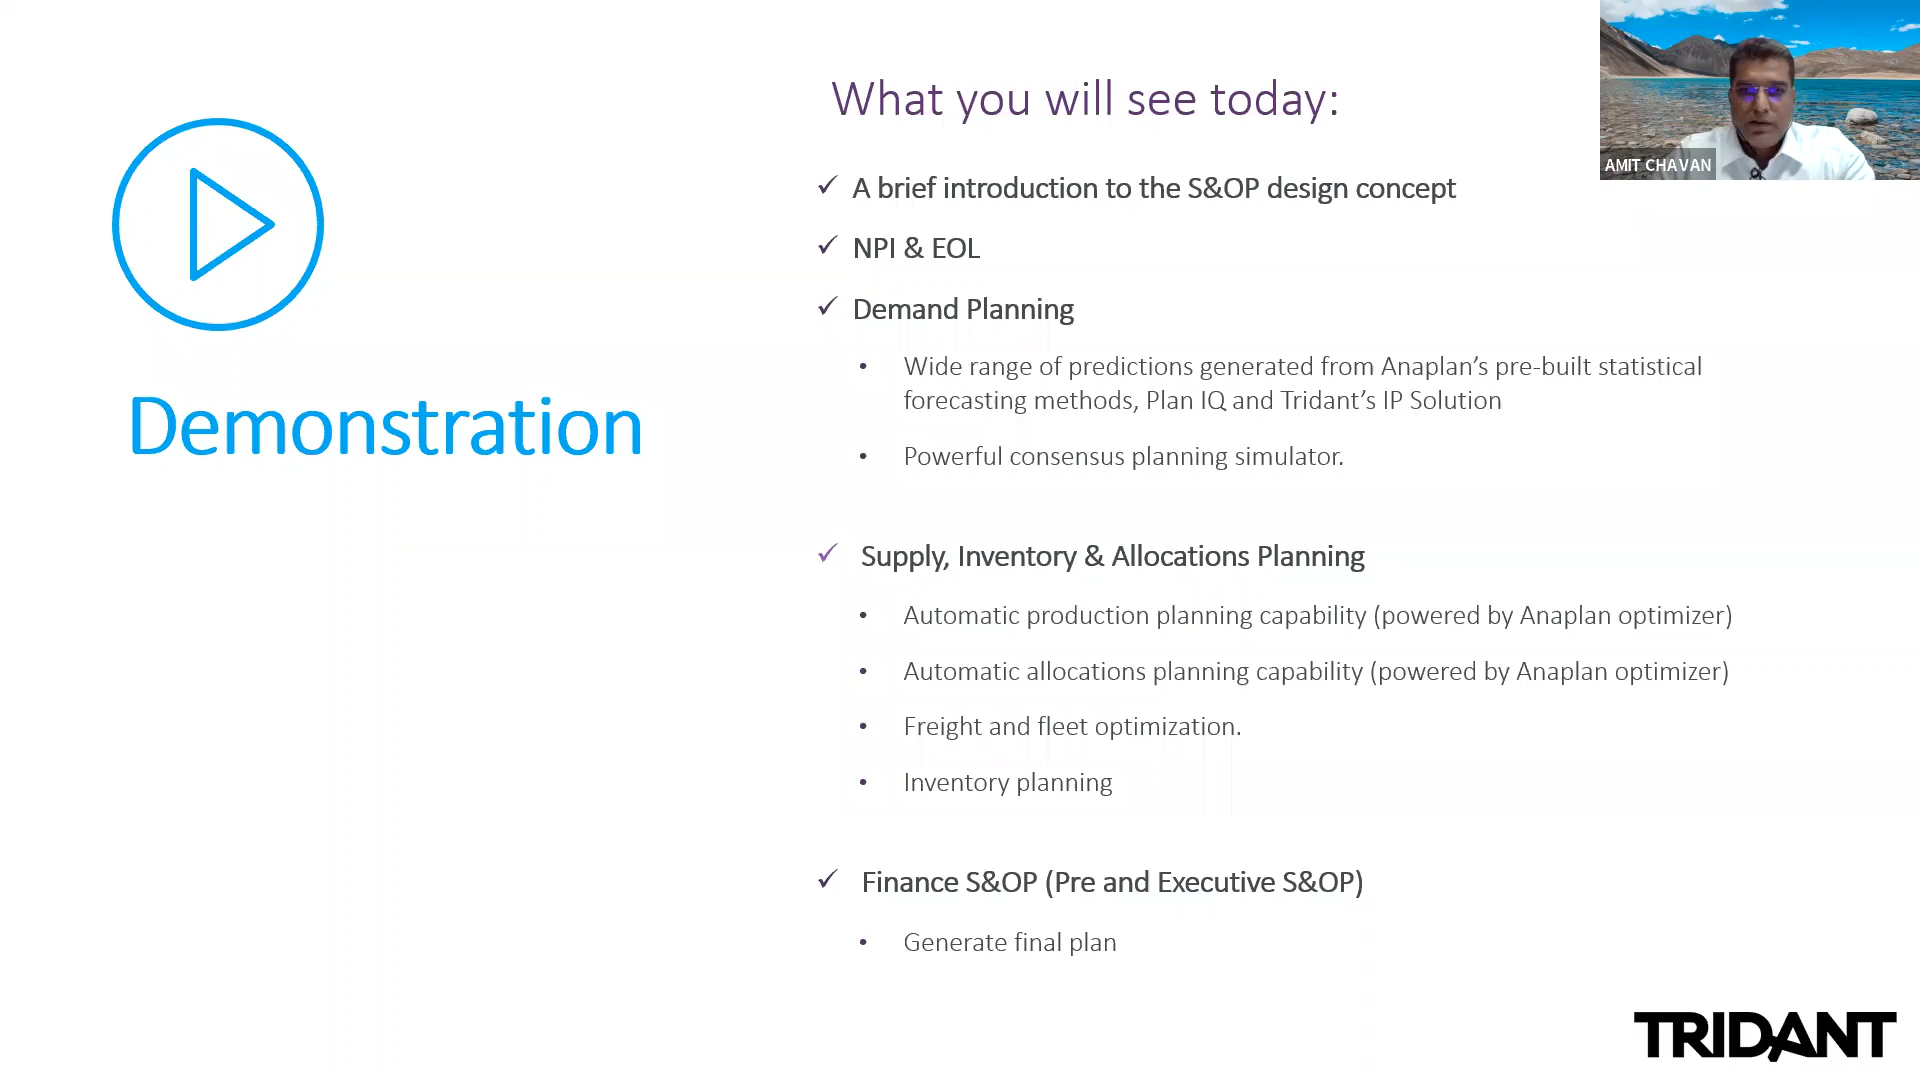 What you will see today:
AMIT CHAVAN
✓ A brief introduction to the S&OP design concept
✓ NPI & EOL
✓ Demand Planning
• Wide range of predictions generated from Anaplan’s pre-built statistical
forecasting methods, Plan IQ and Tridant’s IP Solution
• Powerful consensus planning simulator.
Demonstration
✓ Supply, Inventory & Allocations Planning
• Automatic production planning capability (powered by Anaplan optimizer)
• Automatic allocations planning capability (powered by Anaplan optimizer)
• Freight and fleet optimization.
• Inventory planning
✓ Finance S&OP (Pre and Executive S&OP)
• Generate final plan
TRIDANT